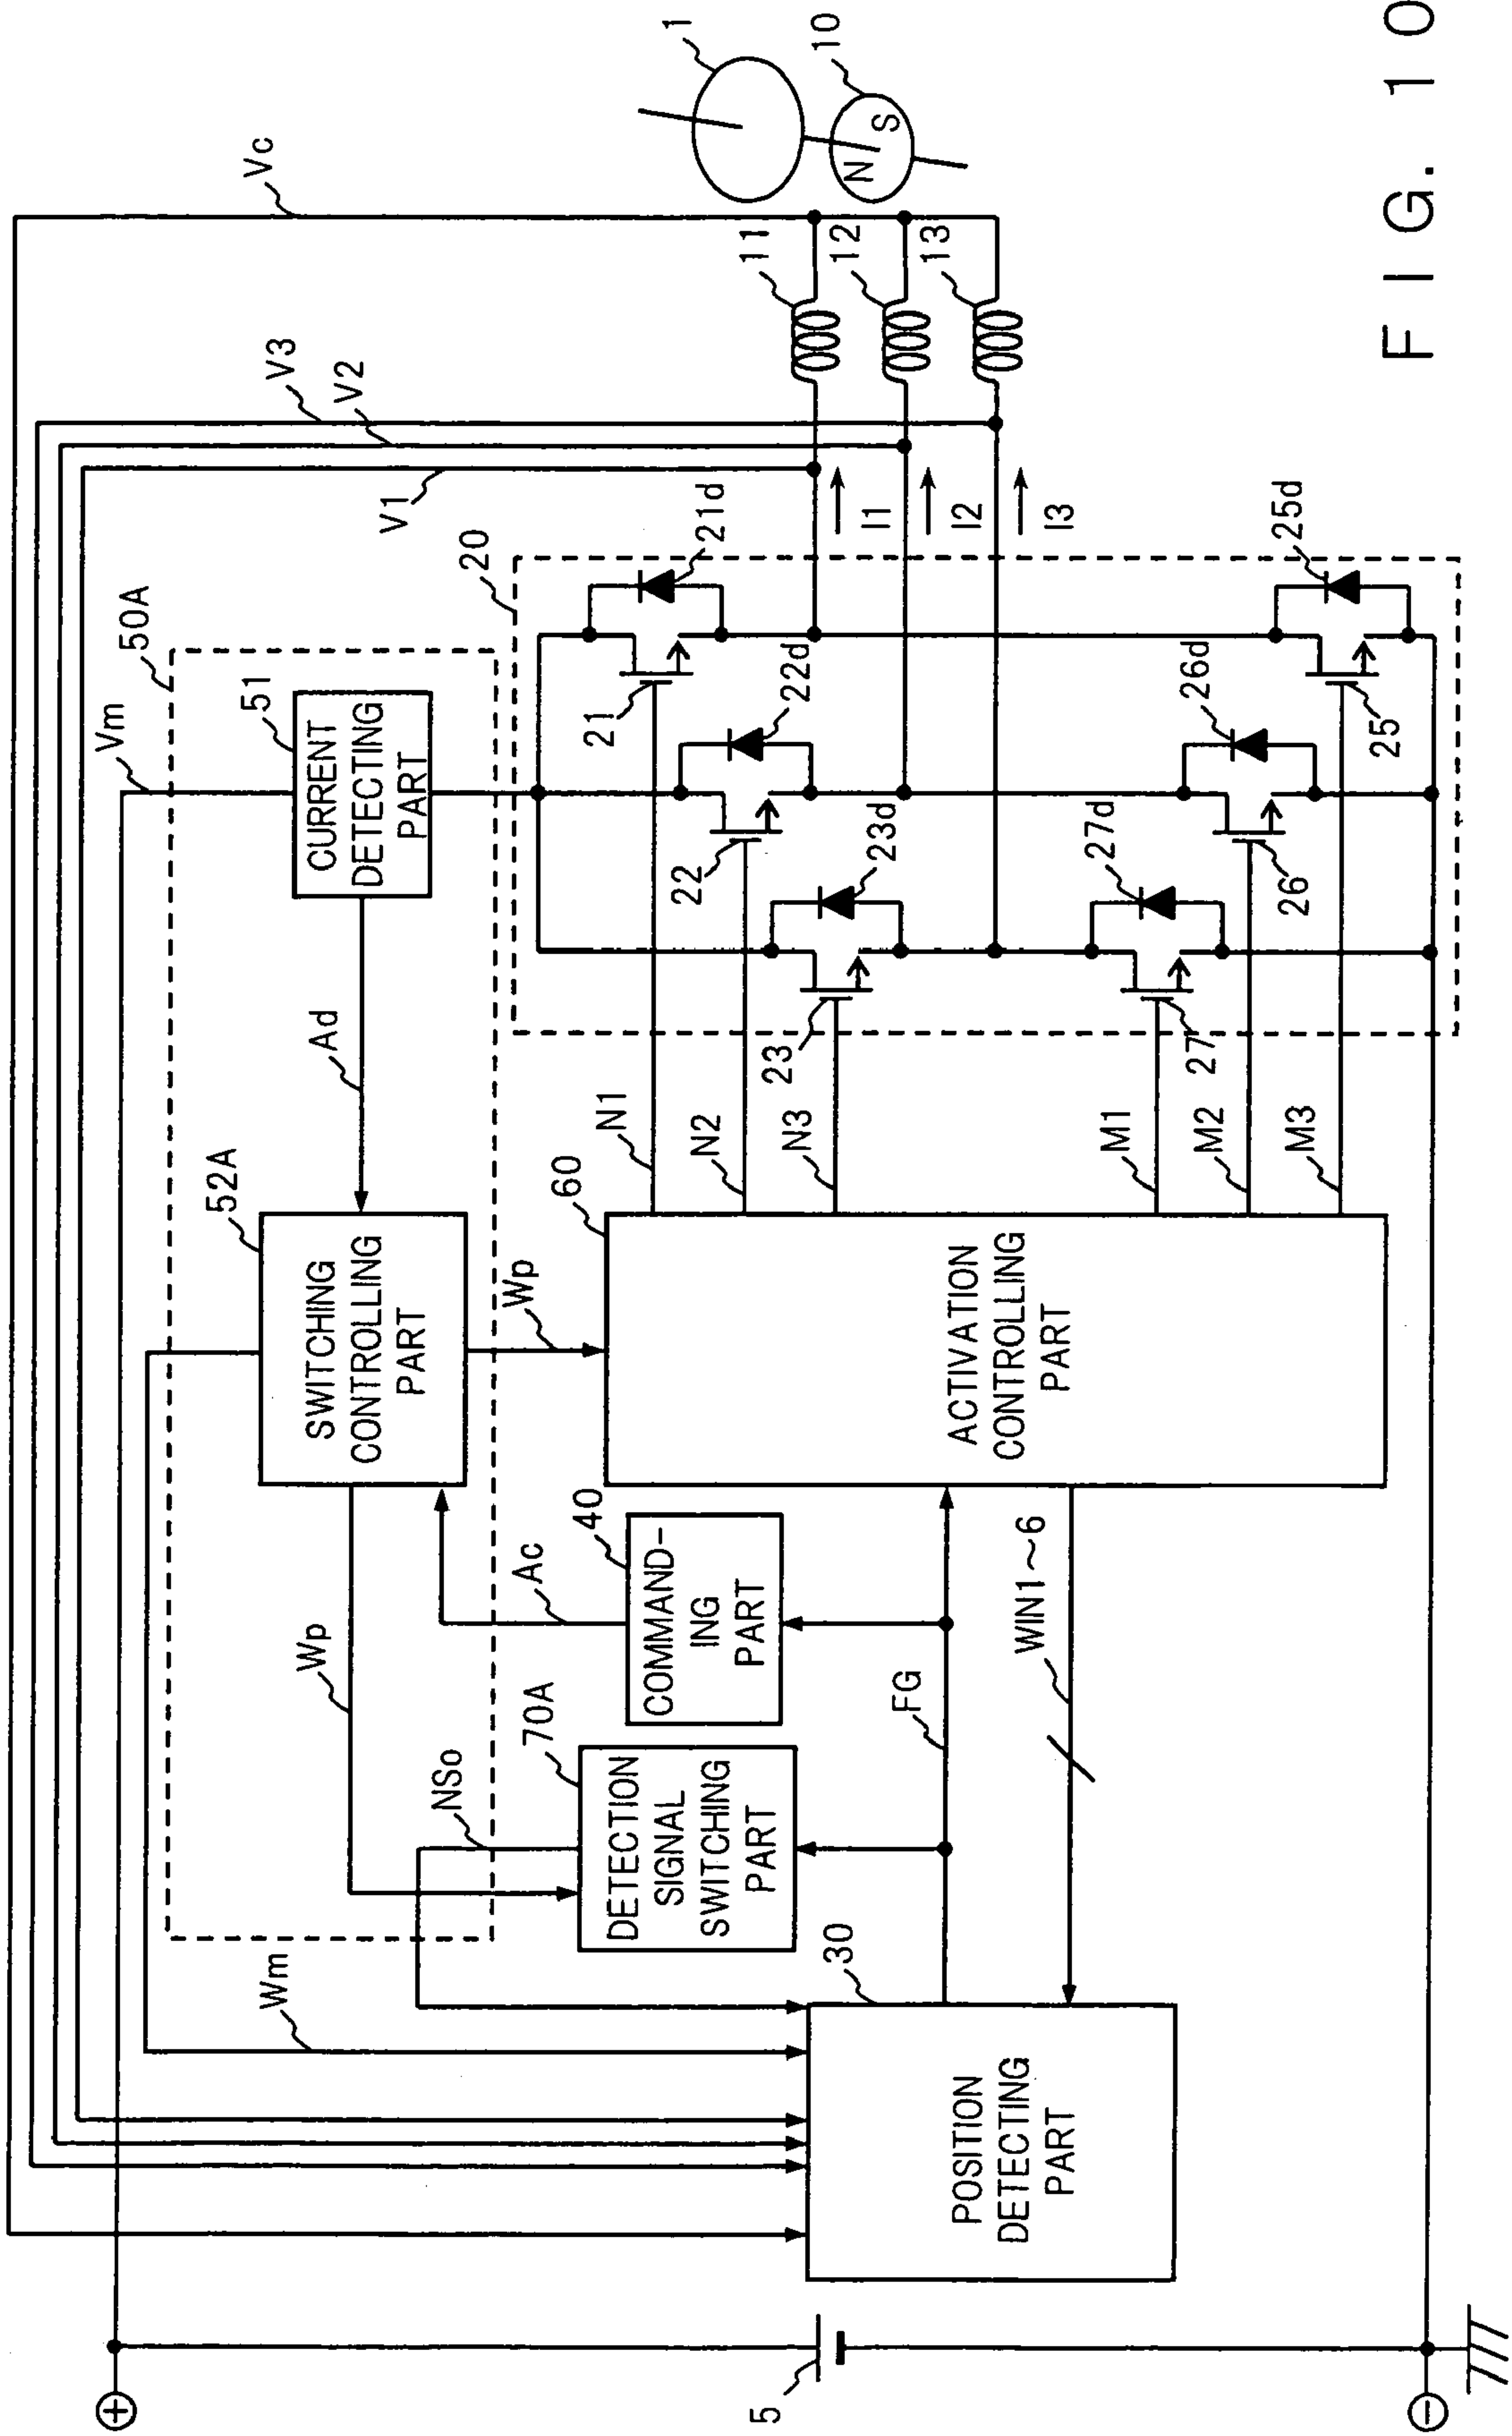 Vc
1
10
N
S
V3
V2
V1
11
12
13
I1
I2
I3
50A
20
Vm
51
CURRENT
DETECTING
PART
21d
22d
23d
21
22
23
25d
26d
27d
25
26
27
Ad
52A
SWITCHING
CONTROLLING
PART
N1
N2
N3
M1
M2
M3
60
Wp
ACTIVATION
CONTROLLING
PART
40
Ac
COMMAND-
ING
PART
Wp
70A
NSo
DETECTION
SIGNAL
SWITCHING
PART
FG
WIN1~6
Wm
30
POSITION
DETECTING
PART
5
+
−
FIG. 10